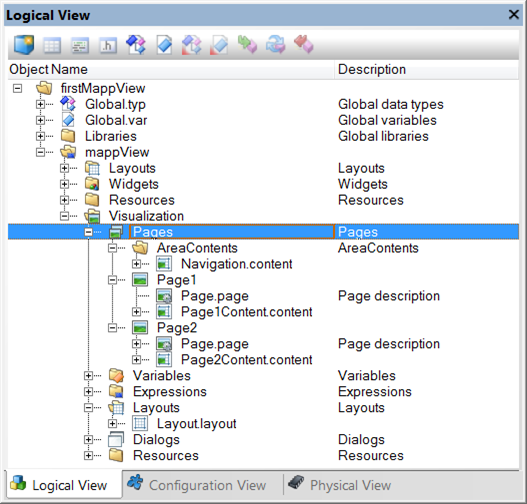 Logical View
Object Name Description
firstMappView
Global.typ Global data types
Global.var Global variables
Libraries Global libraries
mappView
Layouts Layouts
Widgets Widgets
Resources Resources
Visualization
Pages Pages
AreaContents AreaContents
Navigation.content
Page1
Page.page Page description
Page1Content.content
Page2
Page.page Page description
Page2Content.content
Variables Variables
Expressions Expressions
Layouts Layouts
Layout.layout
Dialogs Dialogs
Resources Resources
Logical View Configuration View Physical View